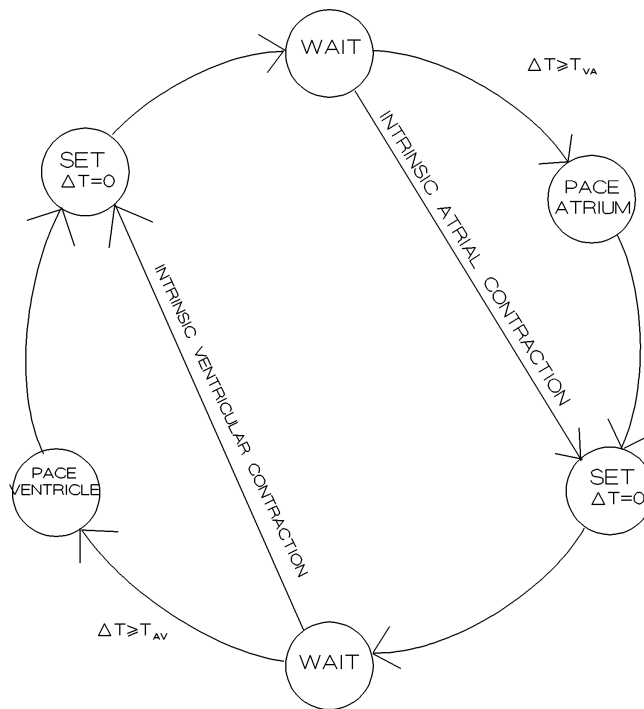 WAIT
ΔT⩾T_VA
SET
ΔT=0
PACE
ATRIUM
INTRINSIC ATRIAL CONTRACTION
INTRINSIC VENTRICULAR CONTRACTION
PACE
VENTRICLE
SET
ΔT=0
ΔT⩾T_AV
WAIT